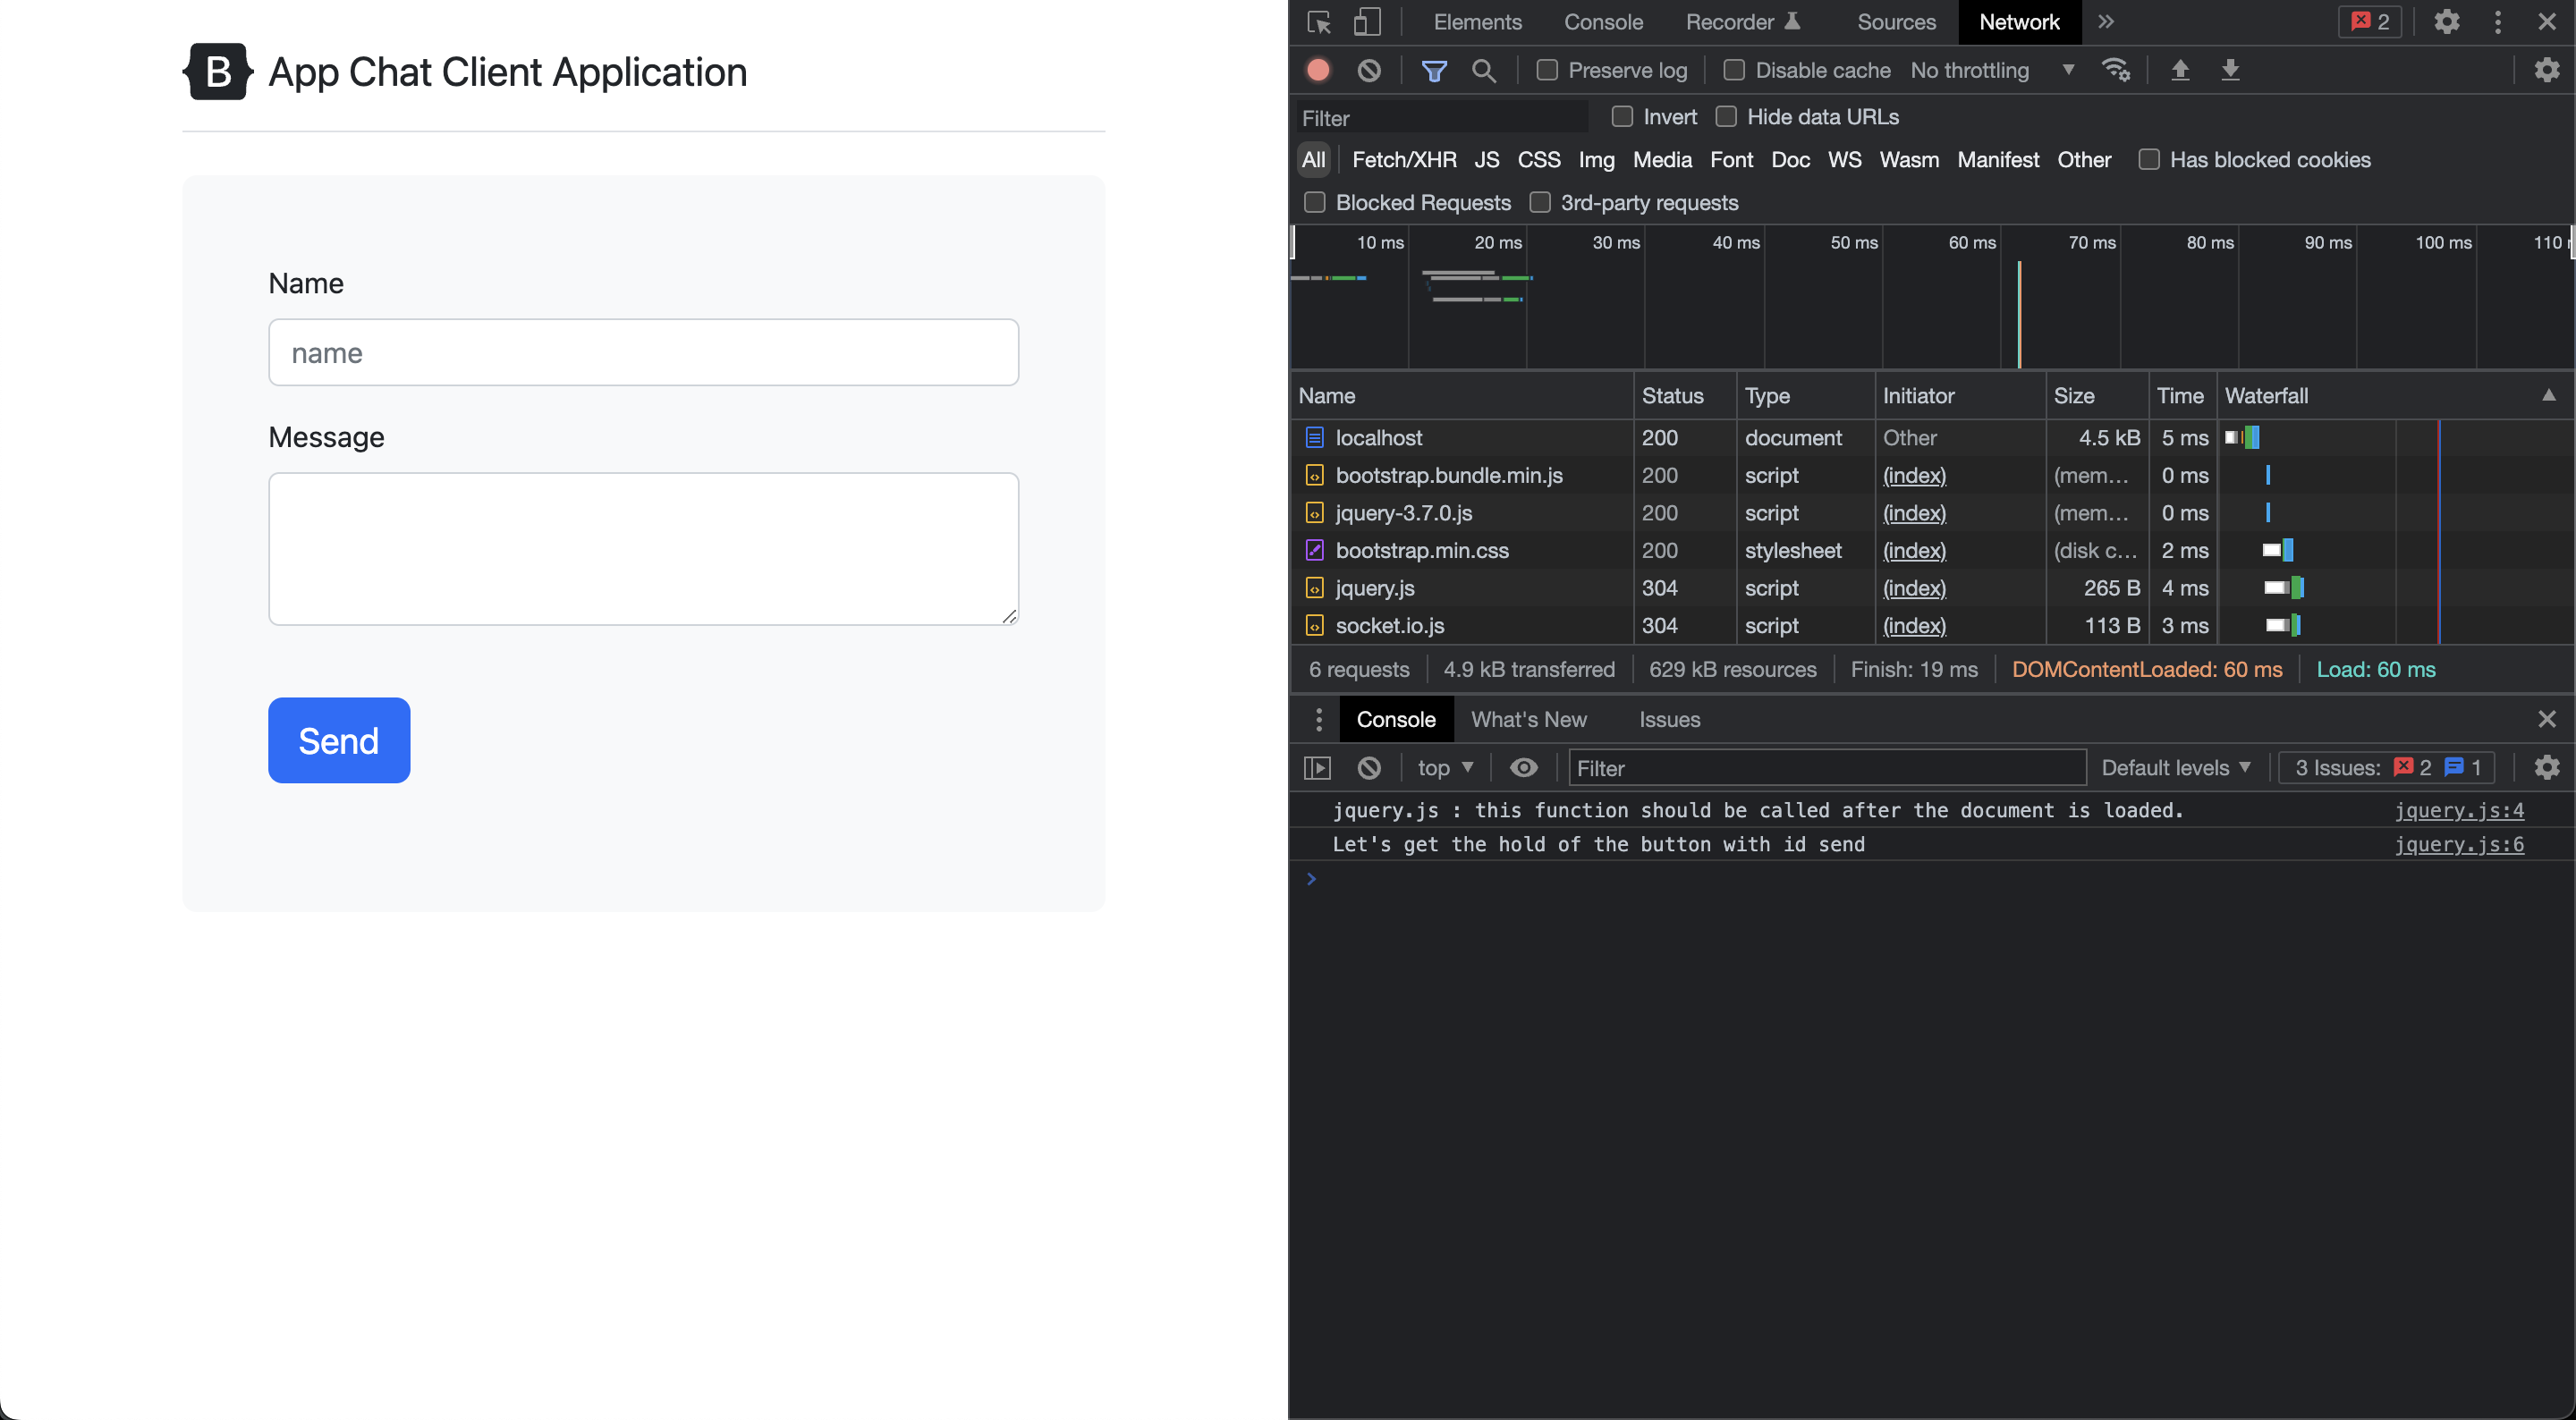 B App Chat Client Application
Name
name
Message
Send
Elements Console Recorder Sources Network 2
Preserve log Disable cache No throttling
Filter Invert Hide data URLs
All Fetch/XHR JS CSS Img Media Font Doc WS Wasm Manifest Other Has blocked cookies
Blocked Requests 3rd-party requests
10 ms 20 ms 30 ms 40 ms 50 ms 60 ms 70 ms 80 ms 90 ms 100 ms 110
Name Status Type Initiator Size Time Waterfall
localhost 200 document Other 4.5 kB 5 ms
bootstrap.bundle.min.js 200 script (index) (mem... 0 ms
jquery-3.7.0.js 200 script (index) (mem... 0 ms
bootstrap.min.css 200 stylesheet (index) (disk c... 2 ms
jquery.js 304 script (index) 265 B 4 ms
socket.io.js 304 script (index) 113 B 3 ms
6 requests 4.9 kB transferred 629 kB resources Finish: 19 ms DOMContentLoaded: 60 ms Load: 60 ms
Console What's New Issues
top Filter Default levels 3 Issues: 2 1
jquery.js : this function should be called after the document is loaded. jquery.js:4
Let's get the hold of the button with id send jquery.js:6